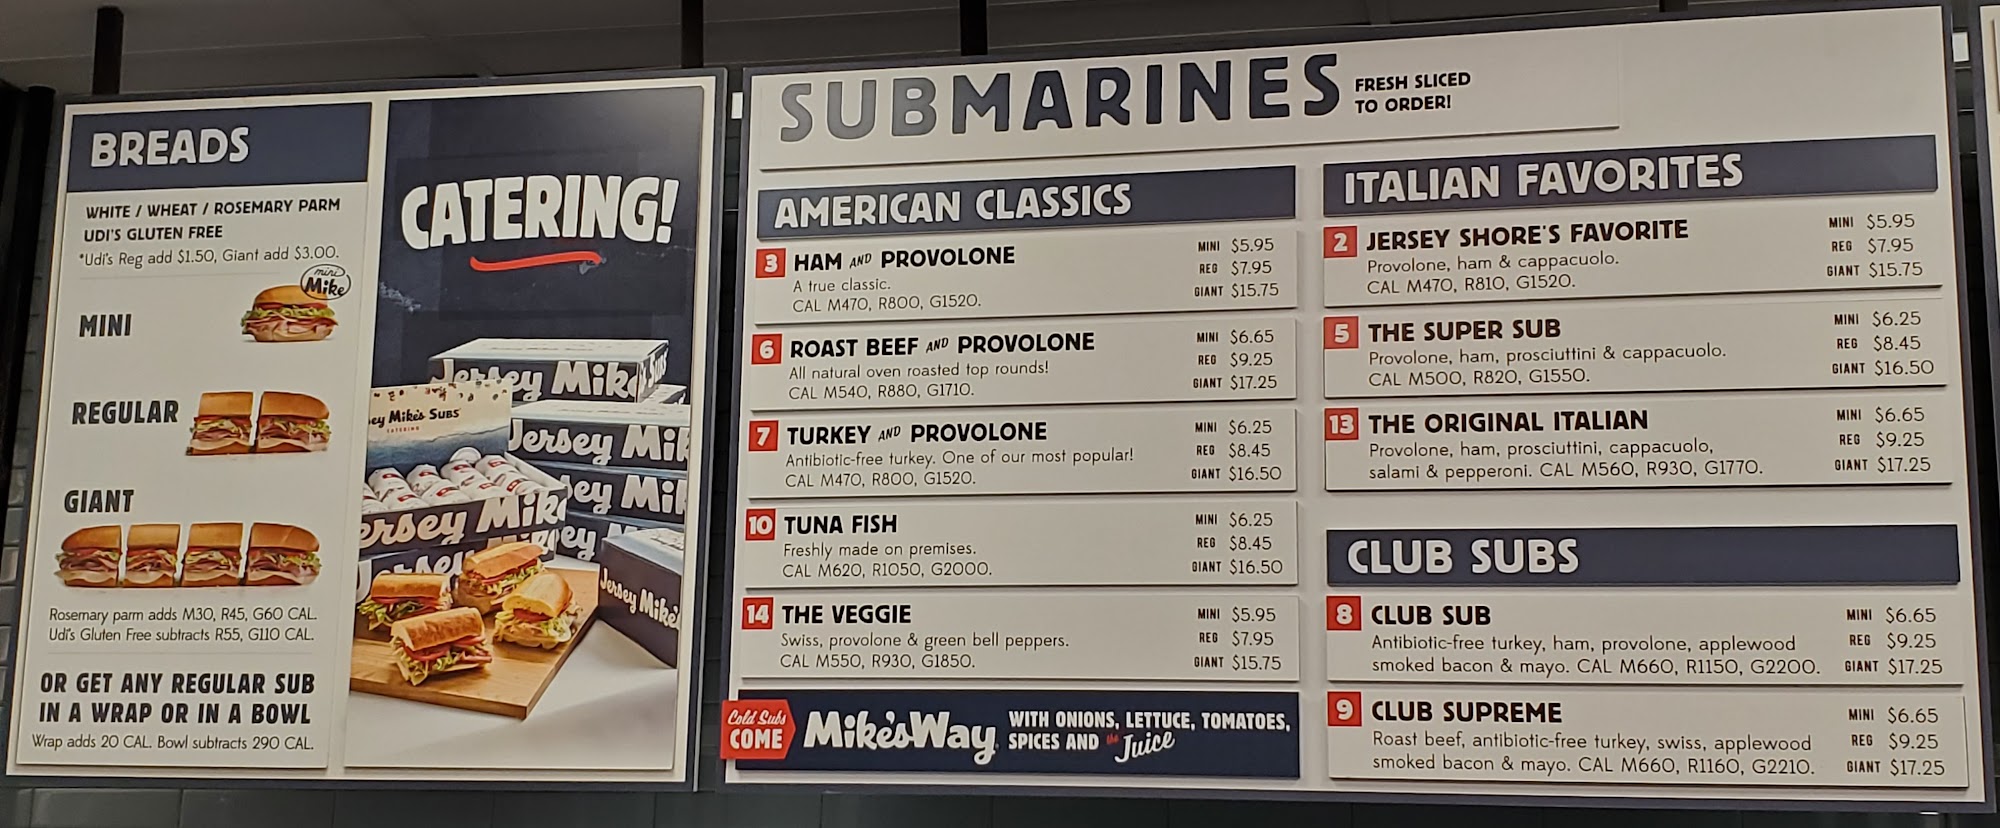 BREADS
WHITE / WHEAT / ROSEMARY PARM
UDI'S GLUTEN FREE
*Udi's Reg add $1.50, Giant add $3.00.
mini
Mike
MINI
REGULAR
GIANT
Rosemary parm adds M30, R45, G60 CAL.
Udi's Gluten Free subtracts R55, G110 CAL.
OR GET ANY REGULAR SUB
IN A WRAP OR IN A BOWL
Wrap adds 20 CAL. Bowl subtracts 290 CAL.
CATERING!
Jersey Mike
ey Mike's SUBS
CATERING
Jersey Mik
ersey Mike
sey Mik
Jersey Mike's
SUBMARINES
FRESH SLICED
TO ORDER!
AMERICAN CLASSICS
3 HAM AND PROVOLONE
A true classic.
CAL M470, R800, G1520.
MINI $5.95
REG $7.95
GIANT $15.75
6 ROAST BEEF AND PROVOLONE
All natural oven roasted top rounds!
CAL M540, R880, G1710.
MINI $6.65
REG $9.25
GIANT $17.25
7 TURKEY AND PROVOLONE
Antibiotic-free turkey. One of our most popular!
CAL M470, R800, G1520.
MINI $6.25
REG $8.45
GIANT $16.50
10 TUNA FISH
Freshly made on premises.
CAL M620, R1050, G2000.
MINI $6.25
REG $8.45
GIANT $16.50
14 THE VEGGIE
Swiss, provolone & green bell peppers.
CAL M550, R930, G1850.
MINI $5.95
REG $7.95
GIANT $15.75
Cold Subs
COME
Mike'sWay
WITH ONIONS, LETTUCE, TOMATOES,
SPICES AND the Juice
ITALIAN FAVORITES
2 JERSEY SHORE'S FAVORITE
Provolone, ham & cappacuolo.
CAL M470, R810, G1520.
MINI $5.95
REG $7.95
GIANT $15.75
5 THE SUPER SUB
Provolone, ham, prosciuttini & cappacuolo.
CAL M500, R820, G1550.
MINI $6.25
REG $8.45
GIANT $16.50
13 THE ORIGINAL ITALIAN
Provolone, ham, prosciuttini, cappacuolo,
salami & pepperoni. CAL M560, R930, G1770.
MINI $6.65
REG $9.25
GIANT $17.25
CLUB SUBS
8 CLUB SUB
Antibiotic-free turkey, ham, provolone, applewood
smoked bacon & mayo. CAL M660, R1150, G2200.
MINI $6.65
REG $9.25
GIANT $17.25
9 CLUB SUPREME
Roast beef, antibiotic-free turkey, swiss, applewood
smoked bacon & mayo. CAL M660, R1160, G2210.
MINI $6.65
REG $9.25
GIANT $17.25